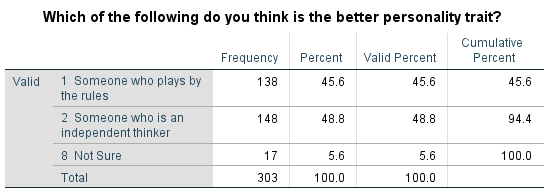 Which of the following do you think is the better personality trait?
Frequency Percent Valid Percent Cumulative Percent
Valid 1 Someone who plays by the rules 138 45.6 45.6 45.6
2 Someone who is an independent thinker 148 48.8 48.8 94.4
8 Not Sure 17 5.6 5.6 100.0
Total 303 100.0 100.0